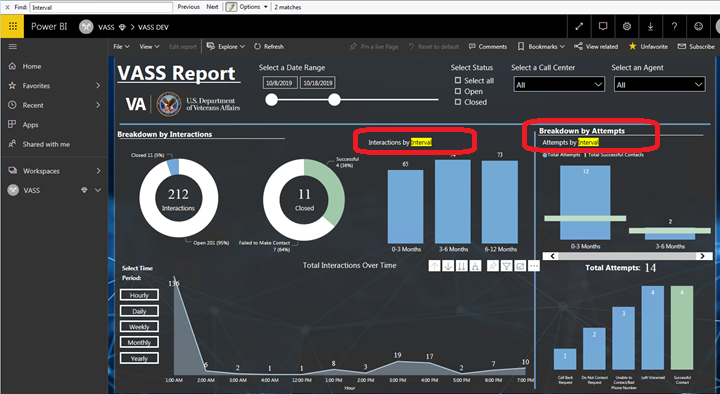 Find: Interval Previous Next Options 2 matches
Power BI VASS VASS DEV
File View Edit report Explore Refresh Pin a live Page Reset to default Comments Bookmarks View related Unfavorite Subscribe
Home
Favorites
Recent
Apps
Shared with me
Workspaces
VASS
VASS Report
VA U.S. Department
of Veterans Affairs
Select a Date Range
10/8/2019 10/18/2019
Select Status
Select all
Open
Closed
Select a Call Center
All
Select an Agent
All
Breakdown by Interactions
Closed 11 (5%)
212
Interactions
Open 201 (95%)
Successful
4 (36%)
11
Closed
Failed to Make Contact
7 (64%)
Interactions by Interval
65 73
0-3 Months 3-6 Months 6-12 Months
Breakdown by Attempts
Attempts by Interval
Total Attempts Total Successful Contacts
12
2
0-3 Months 3-6 Months
Select Time
Period:
Hourly
Daily
Weekly
Monthly
Yearly
Total Interactions Over Time
136
6 3 1 1 8 3 19 17 2 7 10
1:00 AM 2:00 AM 3:00 AM 4:00 AM 12:00 PM 1:00 PM 2:00 PM 3:00 PM 4:00 PM 5:00 PM 6:00 PM 7:00 PM
Hour
Total Attempts: 14
1 2 3 4 4
Call Back
Request
Do Not Contact
Request
Unable to
Contact/Bad
Phone Number
Left Voicemail
Successful
Contact